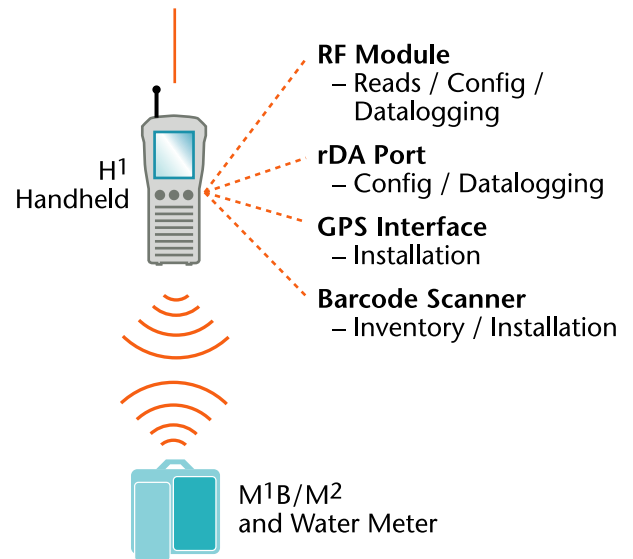 RF Module
– Reads / Config /
Datalogging
rDA Port
– Config / Datalogging
GPS Interface
– Installation
Barcode Scanner
– Inventory / Installation
H¹
Handheld
M¹B/M²
and Water Meter